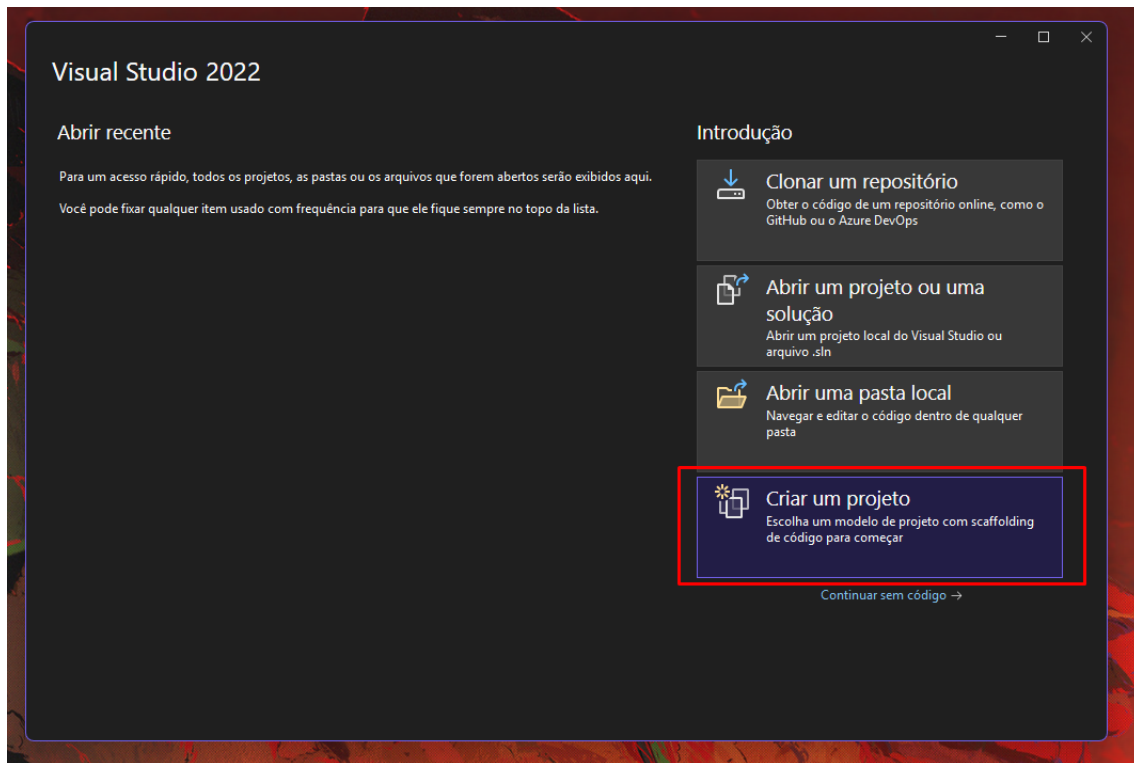 Visual Studio 2022
Abrir recente
Para um acesso rápido, todos os projetos, as pastas ou os arquivos que forem abertos serão exibidos aqui.
Você pode fixar qualquer item usado com frequência para que ele fique sempre no topo da lista.
Introdução
Clonar um repositório
Obter o código de um repositório online, como o
GitHub ou o Azure DevOps
Abrir um projeto ou uma
solução
Abrir um projeto local do Visual Studio ou
arquivo .sln
Abrir uma pasta local
Navegar e editar o código dentro de qualquer
pasta
Criar um projeto
Escolha um modelo de projeto com scaffolding
de código para começar
Continuar sem código →